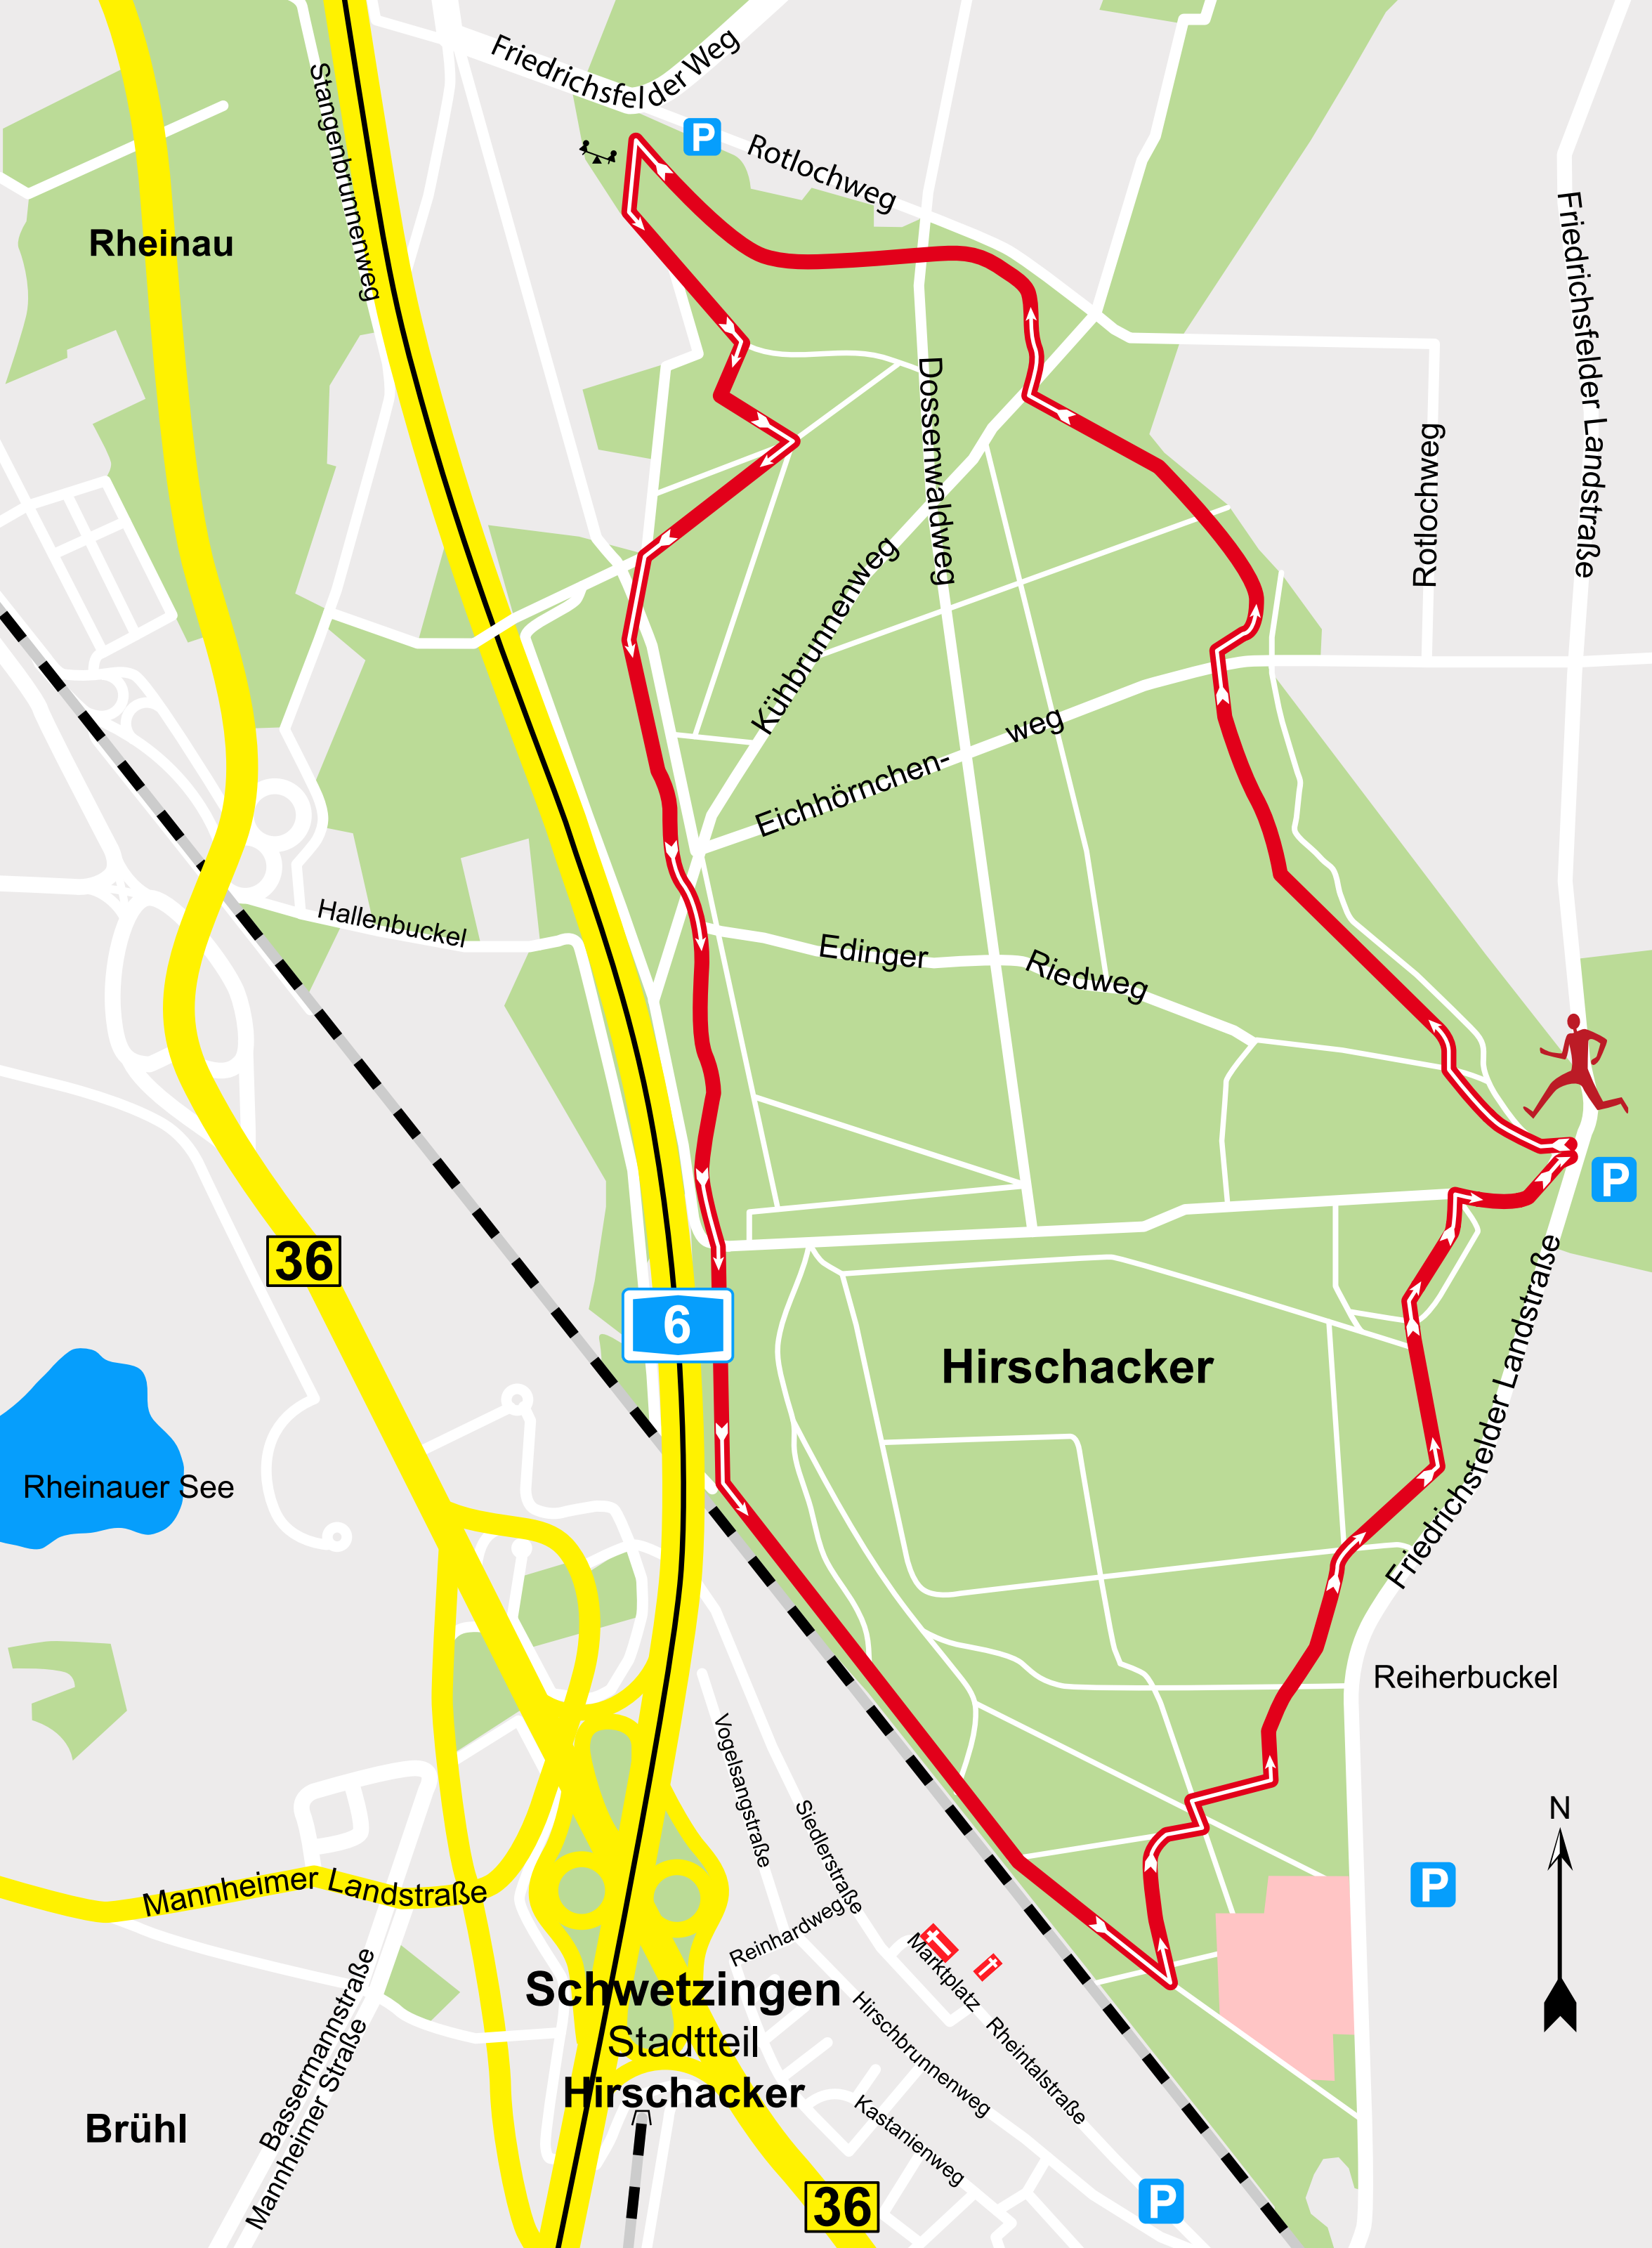 Friedrichsfelder Weg
Stangenbrunnenweg
P
Rotlochweg
Rheinau
Friedrichsfelder Landstraße
Dossenwaldweg
Rotlochweg
Kühbrunnenweg
Eichhörnchen-
weg
Hallenbuckel
Edinger
Riedweg
P
36
6
Hirschacker
Friedrichsfelder Landstraße
Rheinauer See
Reiherbuckel
Vogelsangstraße
Siedlerstraße
N
Mannheimer Landstraße
P
Reinhardweg
Marktplatz
Schwetzingen
Stadtteil
Hirschacker
Hirschbrunnenweg
Rheintalstraße
Bassermannstraße
Mannheimer Straße
Brühl
Kastanienweg
36
P